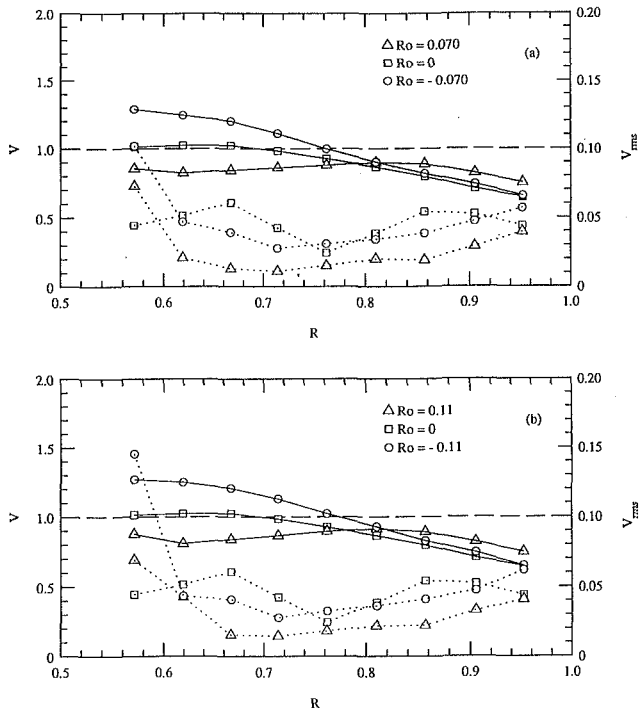 2.0
0.20
(a)
△ Ro = 0.070
□ Ro = 0
○ Ro = - 0.070
1.5
0.15
V
1.0
0.10
V rms
0.5
0.05
0
0
0.5
0.6
0.7
0.8
0.9
1.0
R
2.0
0.20
(b)
△ Ro = 0.11
□ Ro = 0
○ Ro = - 0.11
1.5
0.15
V
1.0
0.10
V rms
0.5
0.05
0
0
0.5
0.6
0.7
0.8
0.9
1.0
R